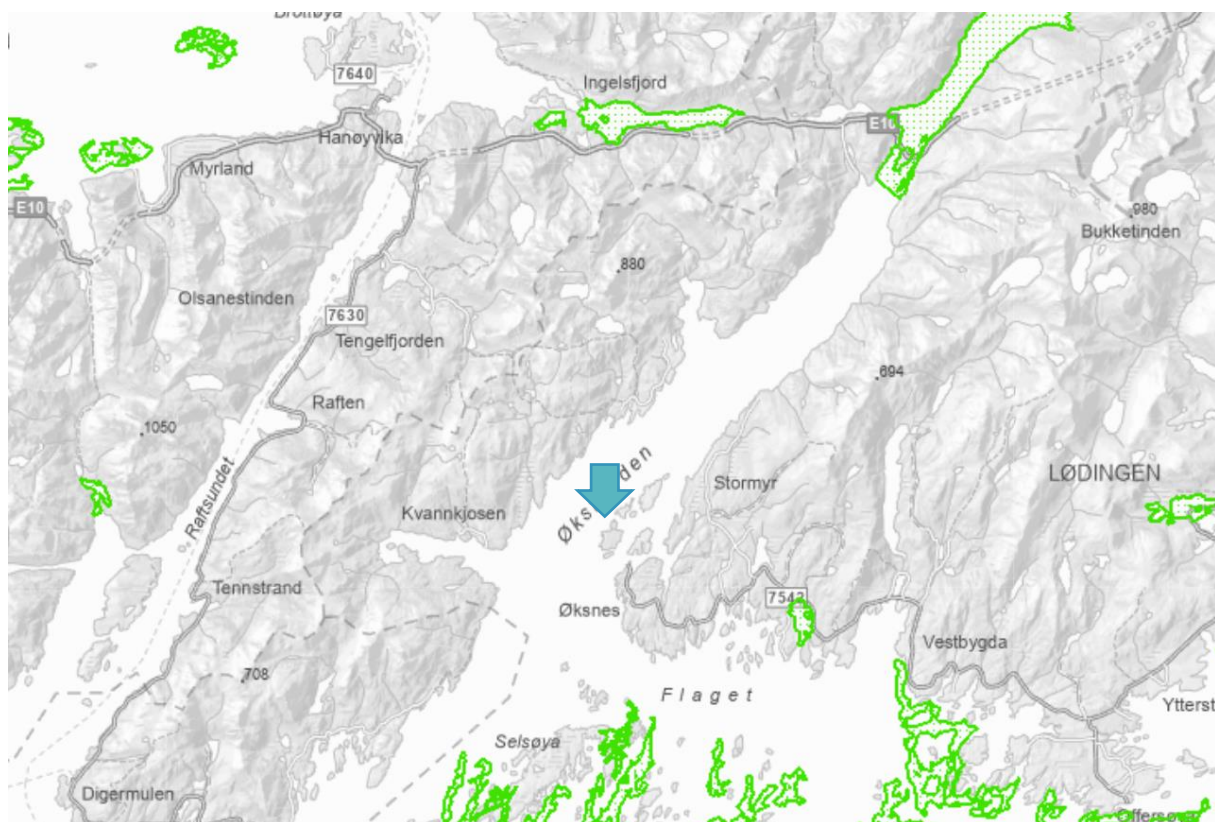 7640
Ingelsfjord
Hanøyvika
E10
Myrland
E10
980
Bukketinden
880
Olsanestinden
7630
Tengelfjorden
694
Raften
1050
Øks den
LØDINGEN
Stormyr
Raftsundet
Kvannkjosen
Tennstrand
7542
Øksnes
Vestbygda
708
Flaget
Ytterst
Selsøya
Digermulen